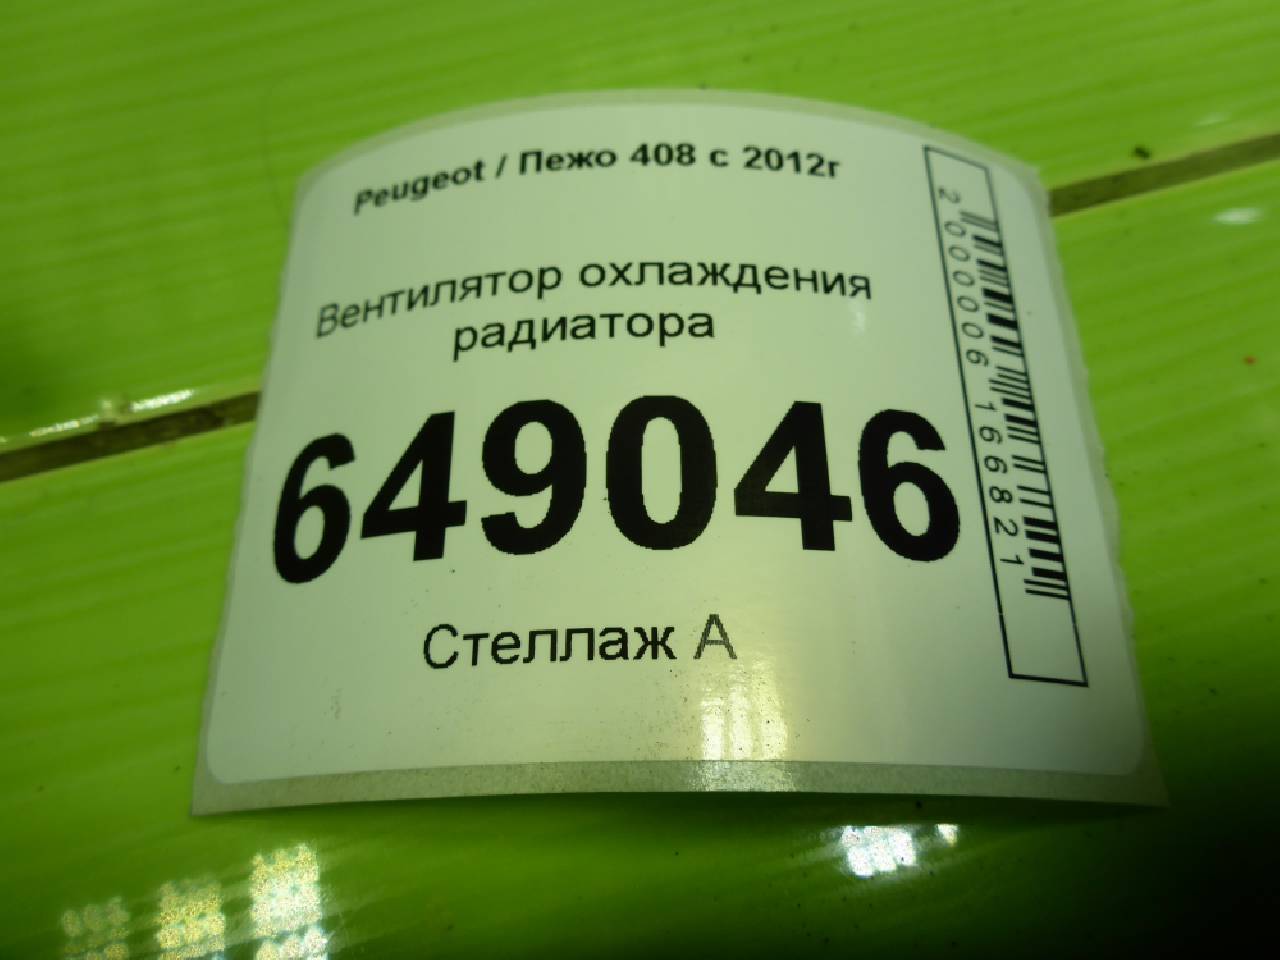 Peugeot / Пежо 408 с 2012г
Вентилятор охлаждения
радиатора
649046
Стеллаж А
2000006166821